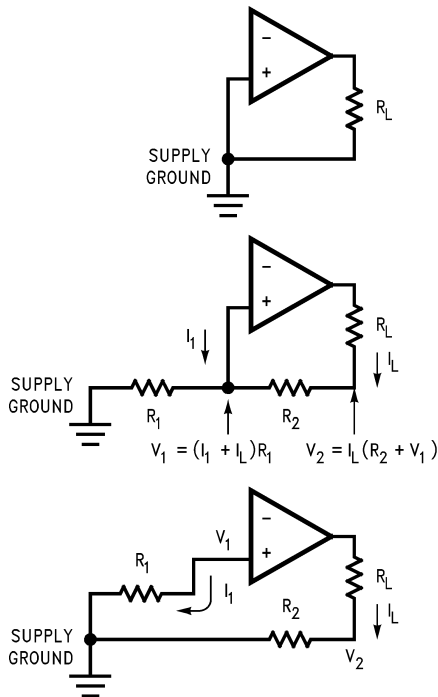 −
+
R_L
SUPPLY
GROUND
−
+
I_1
R_L
I_L
SUPPLY
GROUND
R_1
R_2
V_1 = (I_1 + I_L)R_1
V_2 = I_L(R_2 + V_1)
−
+
V_1
R_1
I_1
R_L
R_2
I_L
SUPPLY
GROUND
V_2